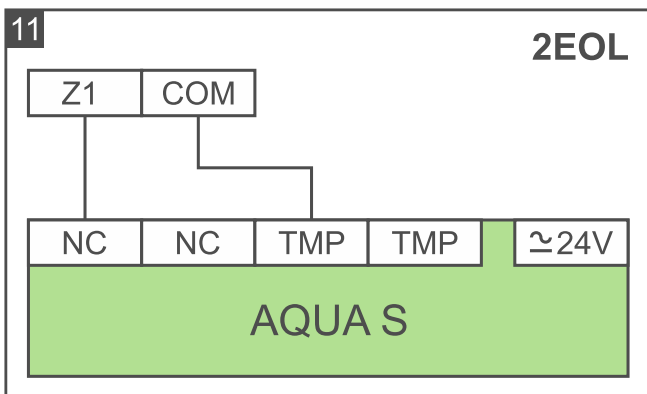 11
2EOL
Z1 COM
NC NC TMP TMP ≃24V
AQUA S